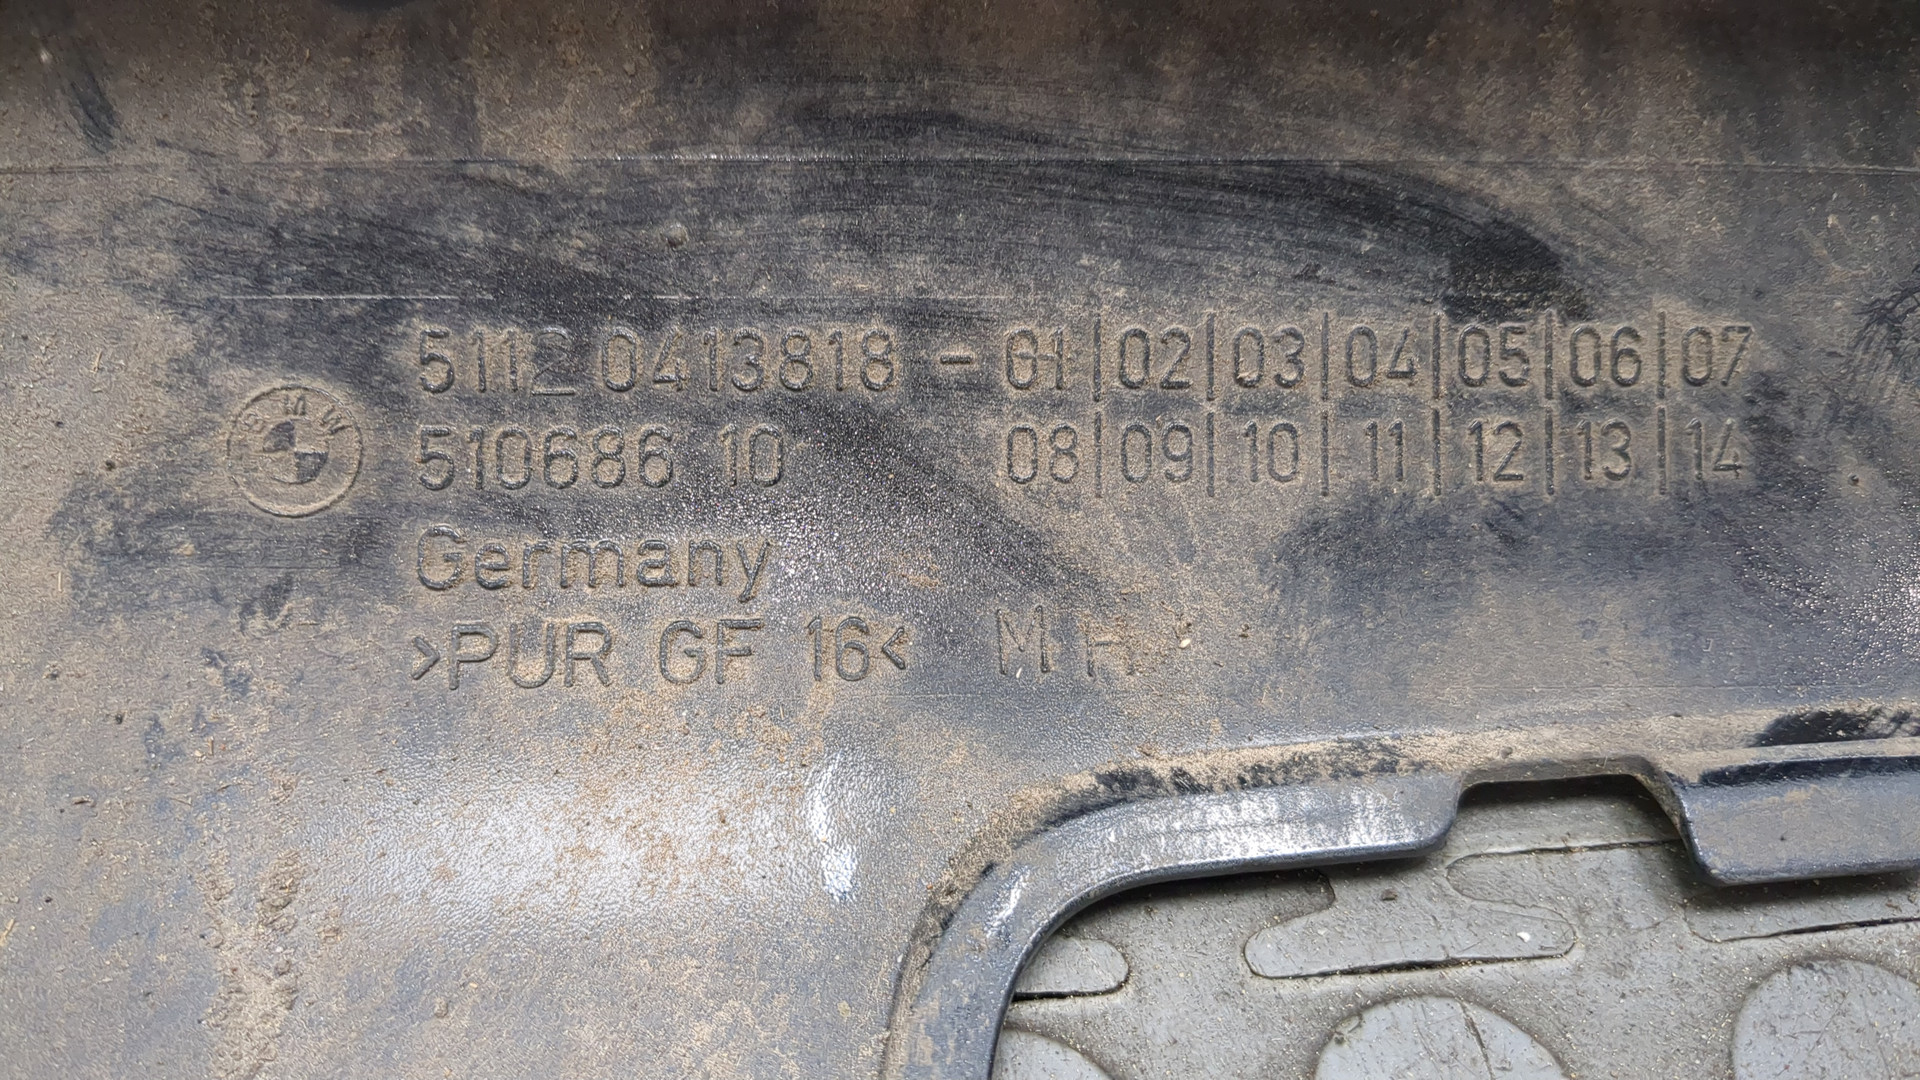 5112 0413818 - 01|02|03|04|05|06|07
BMW
510686 10 08|09|10|11|12|13|14
Germany
>PUR GF 16< M H